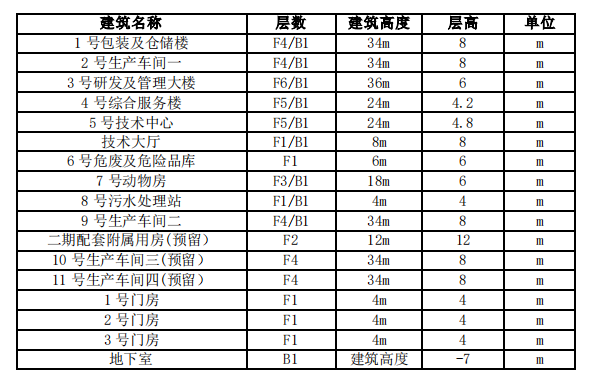 建筑名称 层数 建筑高度 层高 单位
1号包装及仓储楼 F4/B1 34m 8 m
2号生产车间一 F4/B1 34m 8 m
3号研发及管理大楼 F6/B1 36m 6 m
4号综合服务楼 F5/B1 24m 4.2 m
5号技术中心 F5/B1 24m 4.8 m
技术大厅 F1/B1 8m 8 m
6号危废及危险品库 F1 6m 6 m
7号动物房 F3/B1 18m 6 m
8号污水处理站 F1/B1 4m 4 m
9号生产车间二 F4/B1 34m 8 m
二期配套附属用房(预留) F2 12m 12 m
10号生产车间三(预留) F4 34m 8 m
11号生产车间四(预留) F4 34m 8 m
1号门房 F1 4m 4 m
2号门房 F1 4m 4 m
3号门房 F1 4m 4 m
地下室 B1 建筑高度 -7 m